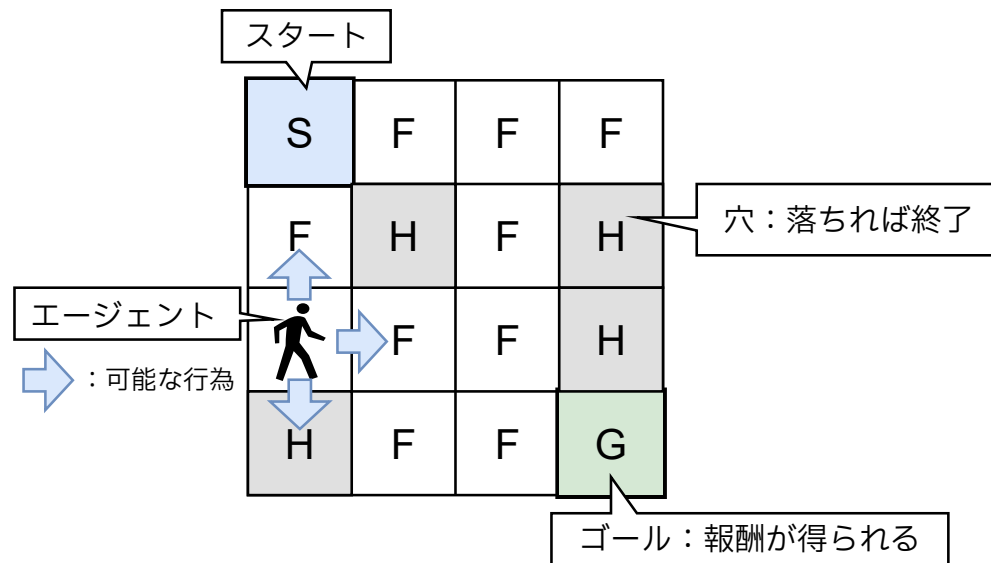 スタート
S F F F
F H F H
穴：落ちれば終了
エージェント
F F H
：可能な行為
H F F G
ゴール：報酬が得られる